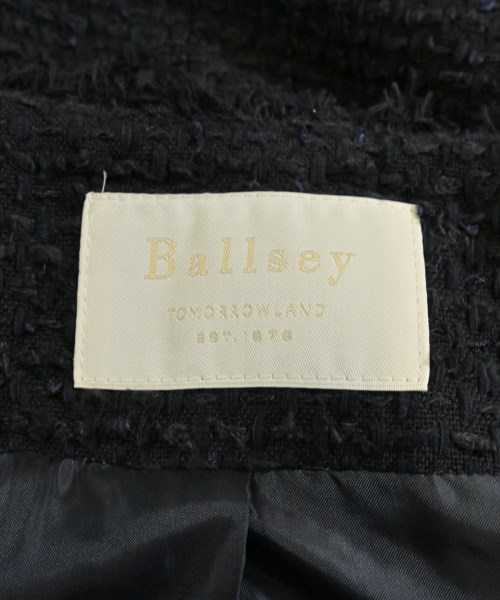 Ballsey
TOMORROWLAND
EST. 1978